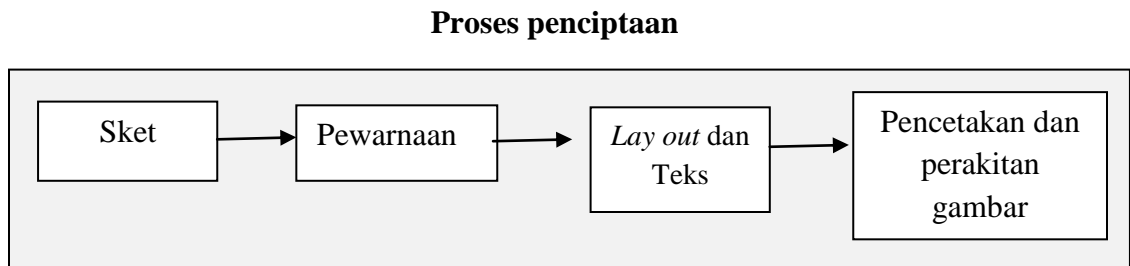 Proses penciptaan
Sket
Pewarnaan
Lay out dan
Teks
Pencetakan dan
perakitan
gambar